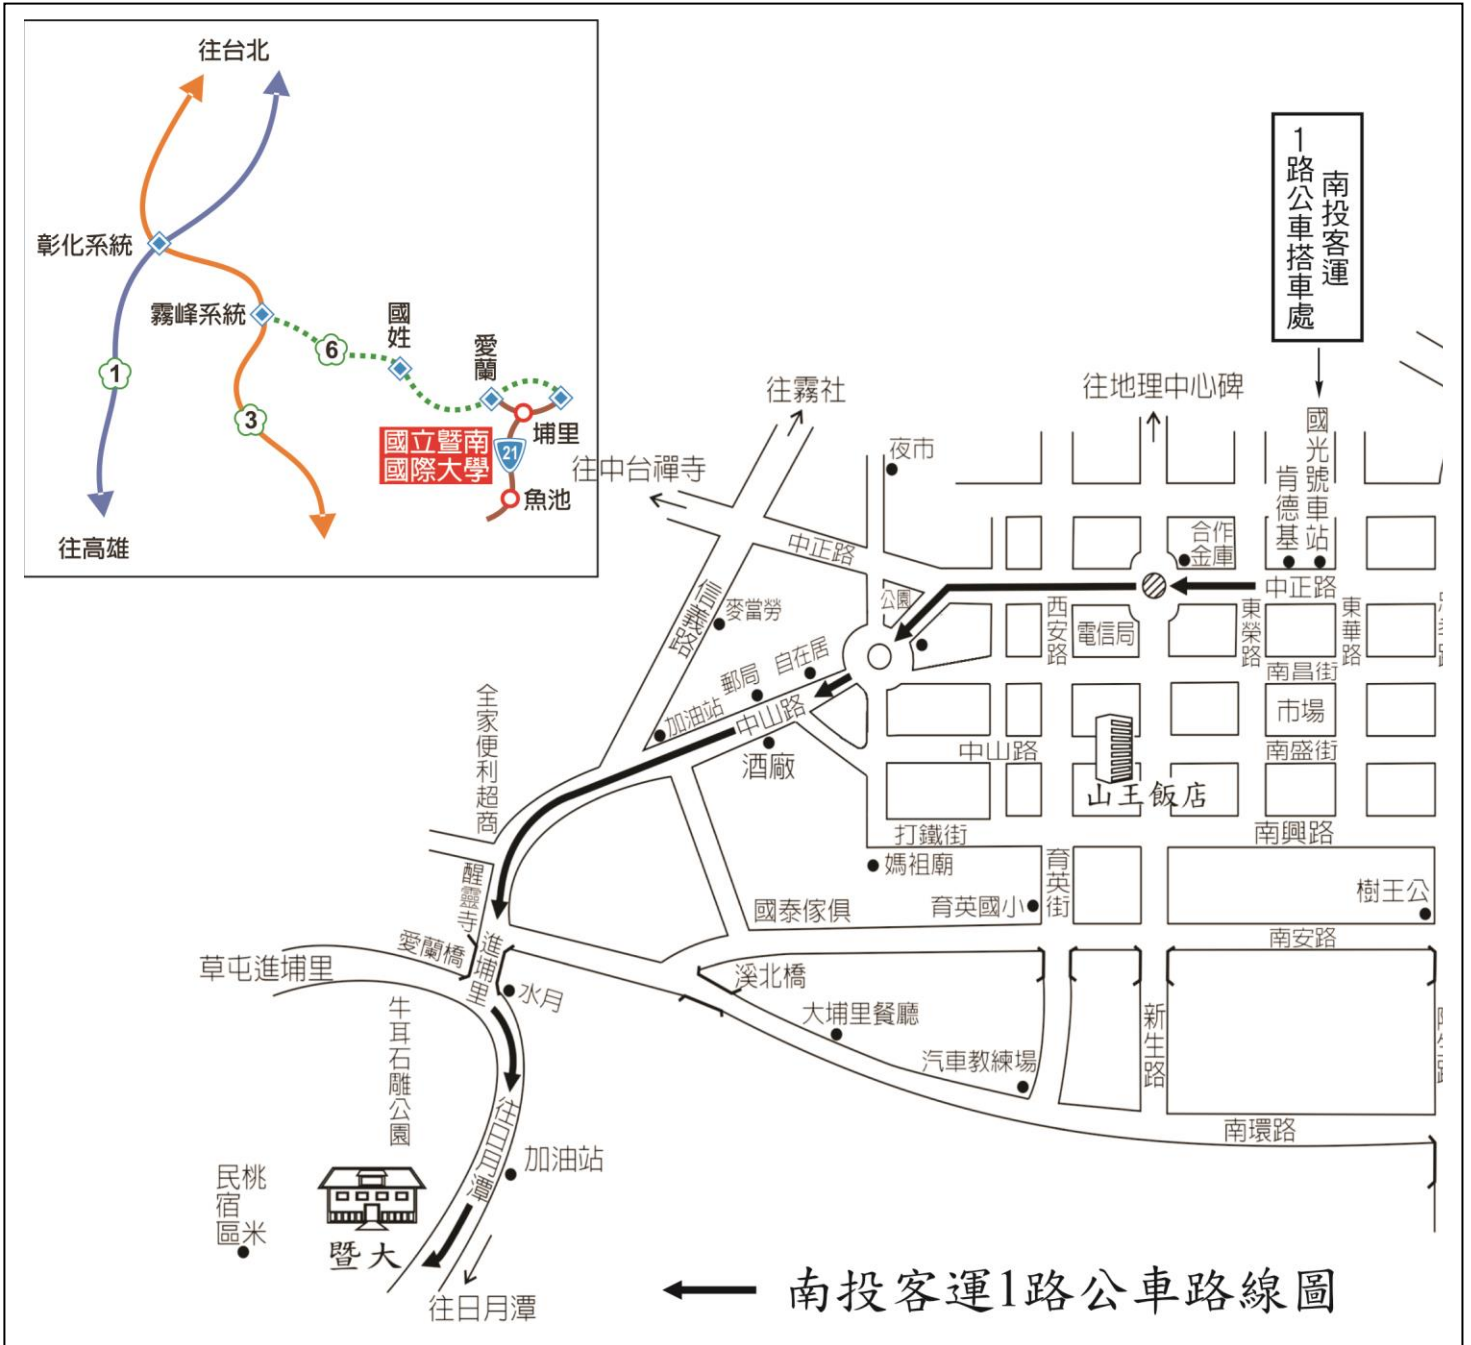 往台北
彰化系統
霧峰系統
國姓
愛蘭
6
1
3
國立暨南
國際大學
21
埔里
魚池
往高雄
南投客運
1路公車搭車處
往霧社
往地理中心碑
夜市
往中台禪寺
國光號車站
肯德基
合作
金庫
中正路
中正路
公園
信義路
麥當勞
西安路
電信局
東榮路
東華路
南昌街
自在居
郵局
加油站
中山路
酒廠
全家便利超商
中山路
市場
南盛街
山王飯店
打鐵街
南興路
媽祖廟
育英街
醒靈寺
國泰傢俱
育英國小
樹王公
南安路
愛蘭橋
進埔里
草屯進埔里
溪北橋
水月
牛耳石雕公園
大埔里餐廳
新生路
汽車教練場
南環路
往日月潭
加油站
桃米
民宿區
暨大
往日月潭
南投客運1路公車路線圖